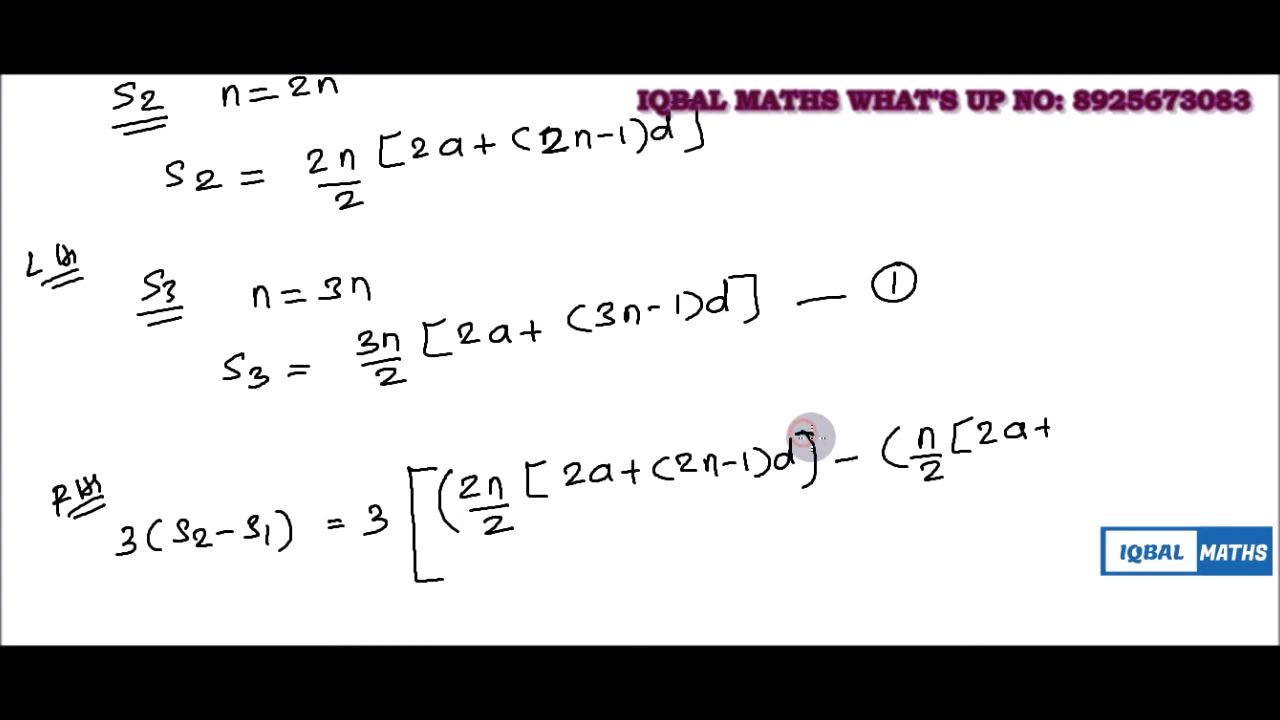 S2 n = 2n
IQBAL MATHS WHAT'S UP NO: 8925673083
S2 = 2n/2 [2a + (2n-1)d]
LHS
S3 n = 3n
S3 = 3n/2 [2a + (3n-1)d] — ①
RHS
3(S2-S1) = 3 [(2n/2 [2a+(2n-1)d] - (n/2 [2a+
IQBAL MATHS